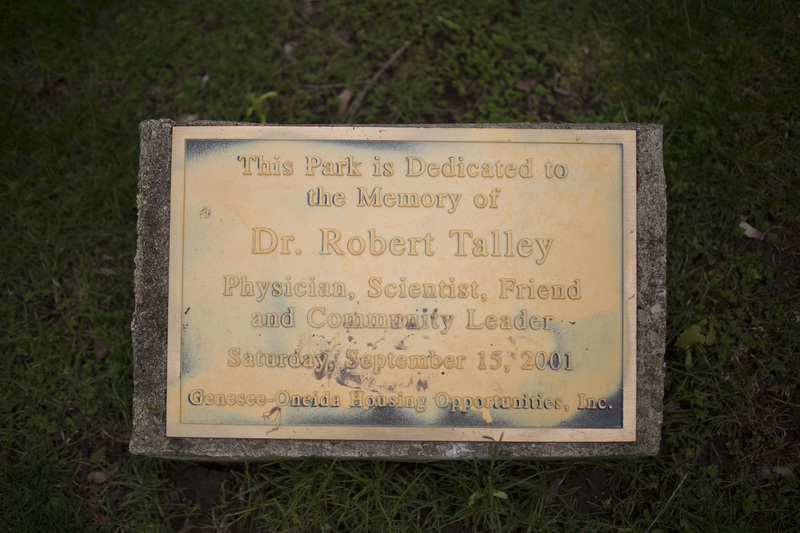 This Park is Dedicated to
the Memory of
Dr. Robert Talley
Physician, Scientist, Friend
and Community Leader
Saturday, September 15, 2001
Genesee-Oneida Housing Opportunities, Inc.